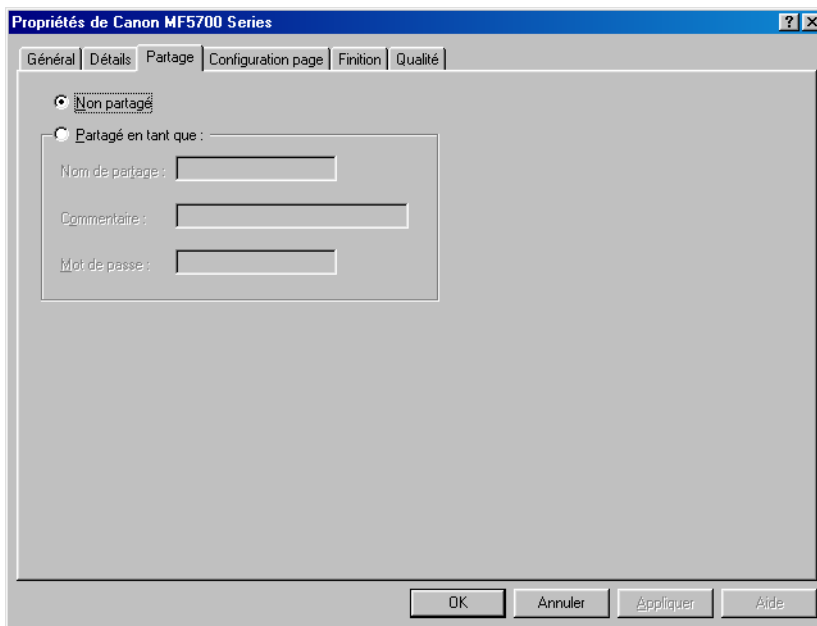 Propriétés de Canon MF5700 Series
Général Détails Partage Configuration page Finition Qualité
Non partagé
Partagé en tant que :
Nom de partage :
Commentaire :
Mot de passe :
OK Annuler Appliquer Aide